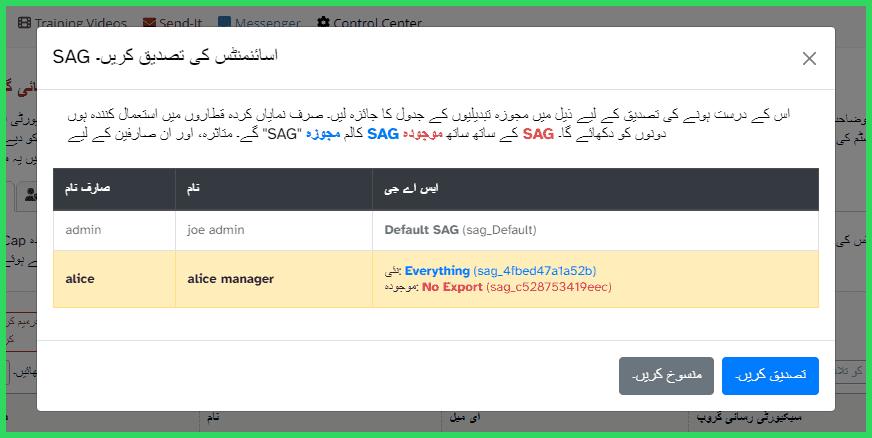 Training Videos Send-It Messenger Control Center
SAG اسائنمنٹس کی تصدیق کریں۔
اس کے درست ہونے کی تصدیق کے لیے ذیل میں مجوزہ تبدیلیوں کے جدول کا جائزہ لیں۔ صرف نمایاں کردہ قطاروں میں استعمال کنندہ ہوں
گے۔ متاثرہ، اور ان صارفین کے لیے "SAG" کالم مجوزہ SAG کے ساتھ ساتھ موجودہ SAG دونوں کو دکھائے گا۔
صارف نام نام ایس اے جی
admin joe admin Default SAG (sag_Default)
alice alice manager نئی: Everything (sag_4fbed47a1a52b)
موجودہ: No Export (sag_c528753419eec)
منسوخ کریں۔ تصدیق کریں۔
نام ای میل سیکیورٹی رسائی گروپ